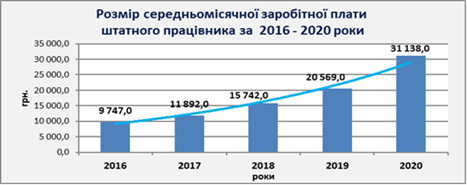 Розмір середньомісячної заробітної плати
штатного працівника за 2016 - 2020 роки
35 000,0
30 000,0
25 000,0
20 000,0
15 000,0
10 000,0
5 000,0
0,0
грн.
9 747,0
11 892,0
15 742,0
20 569,0
31 138,0
2016 2017 2018 2019 2020
роки